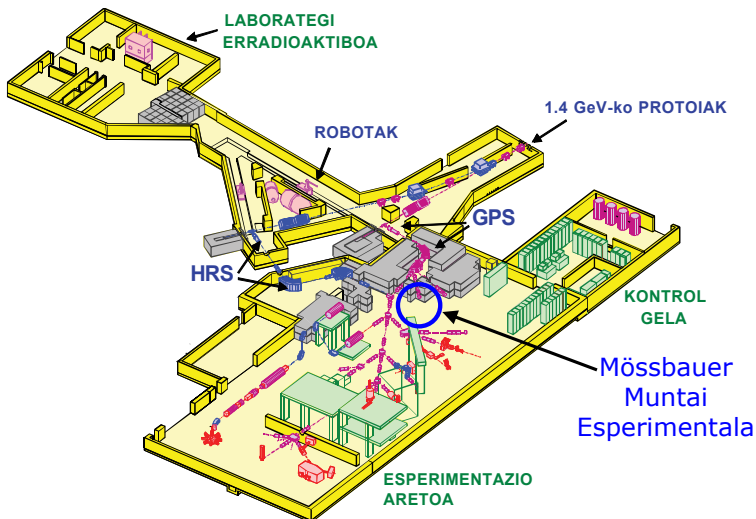 LABORATEGI
ERRADIOAKTIBOA
1.4 GeV-ko PROTOIAK
ROBOTAK
GPS
HRS
KONTROL
GELA
Mössbauer
Muntai
Esperimentala
ESPERIMENTAZIO
ARETOA